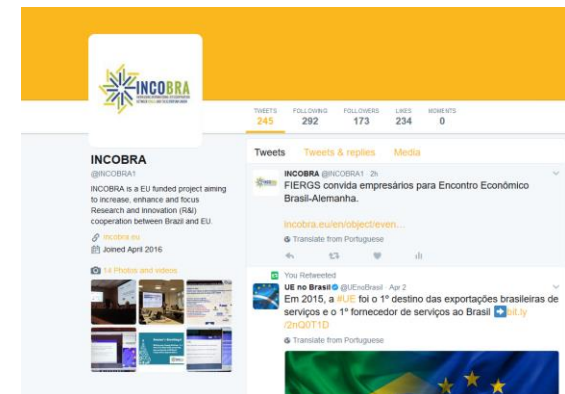 INCOBRA
TWEETS FOLLOWING FOLLOWERS LIKES MOMENTS
245 292 173 234 0
INCOBRA
@INCOBRA1
INCOBRA is a EU funded project aiming
to increase, enhance and focus
Research and innovation (R&I)
cooperation between Brazil and EU.
incobra.eu
Joined April 2016
14 Photos and videos
Tweets Tweets & replies Media
INCOBRA @INCOBRA1 · 2h
FIERGS convida empresários para Encontro Econômico
Brasil-Alemanha.
incobra.eu/en/object/even...
Translate from Portuguese
You Retweeted
UE no Brasil @UEnoBrasil · Apr 2
Em 2015, a #UE foi o 1º destino das exportações brasileiras de
serviços e o 1º fornecedor de serviços ao Brasil bit.ly
/2nQ0T1D
Translate from Portuguese